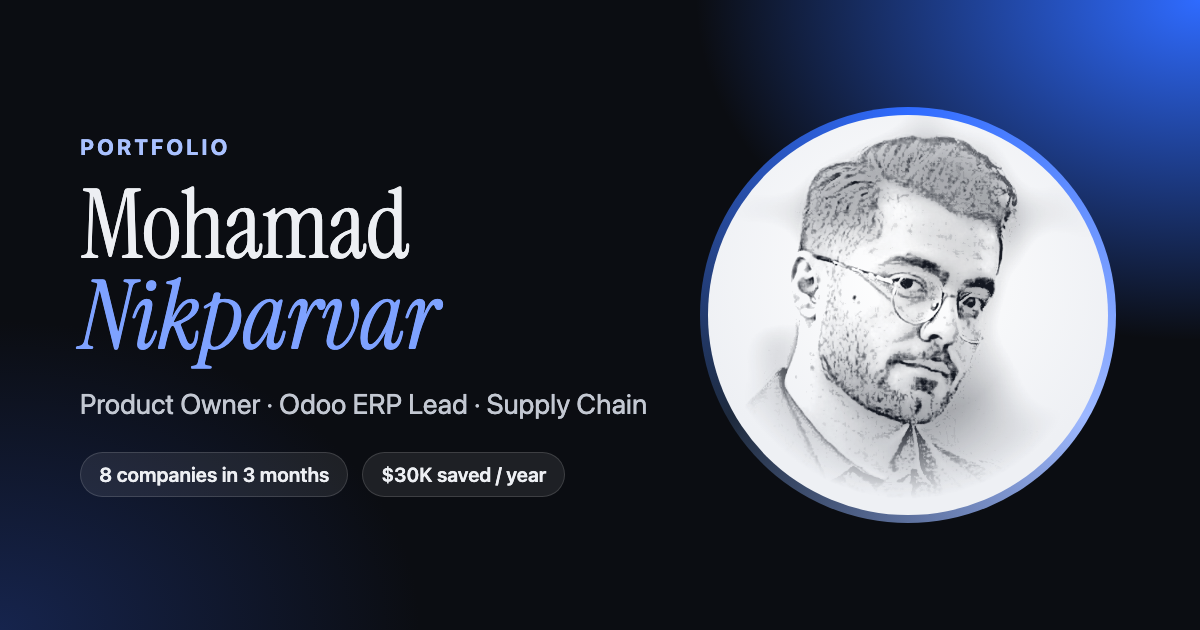 PORTFOLIO
Mohamad
Nikparvar
Product Owner · Odoo ERP Lead · Supply Chain
8 companies in 3 months
$30K saved / year